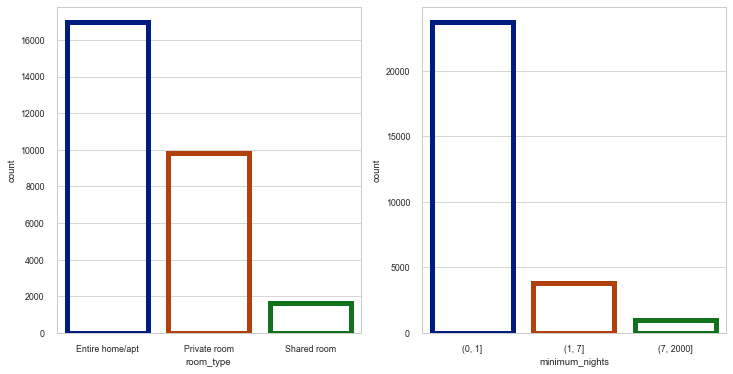 16000
14000
12000
10000
8000
6000
4000
2000
0
count
Entire home/apt Private room Shared room
room_type
20000
15000
10000
5000
0
count
(0, 1] (1, 7] (7, 2000]
minimum_nights